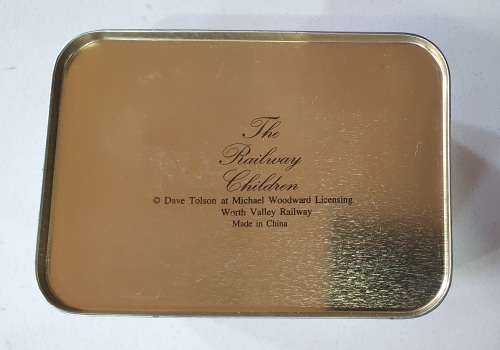 The
Railway
Children
© Dave Tolson at Michael Woodward Licensing.
Worth Valley Railway
Made in China